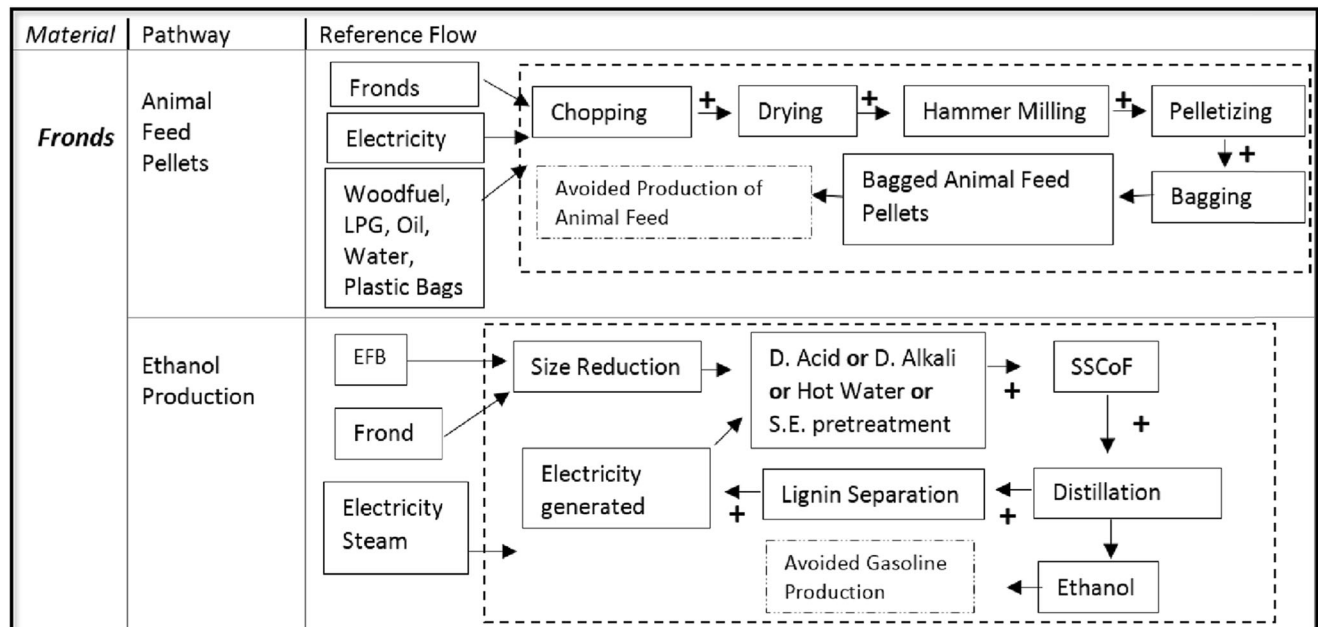 Material Pathway Reference Flow
Fronds
Animal
Feed
Pellets
Fronds
Electricity
Woodfuel,
LPG, Oil,
Water,
Plastic Bags
Chopping + Drying + Hammer Milling + Pelletizing
+
Avoided Production of
Animal Feed
Bagged Animal Feed
Pellets
Bagging
Ethanol
Production
EFB
Frond
Electricity
Steam
Size Reduction
D. Acid or D. Alkali
or Hot Water or
S.E. pretreatment
+
SSCoF
+
Electricity
generated
+
Lignin Separation
+
Distillation
Avoided Gasoline
Production
Ethanol